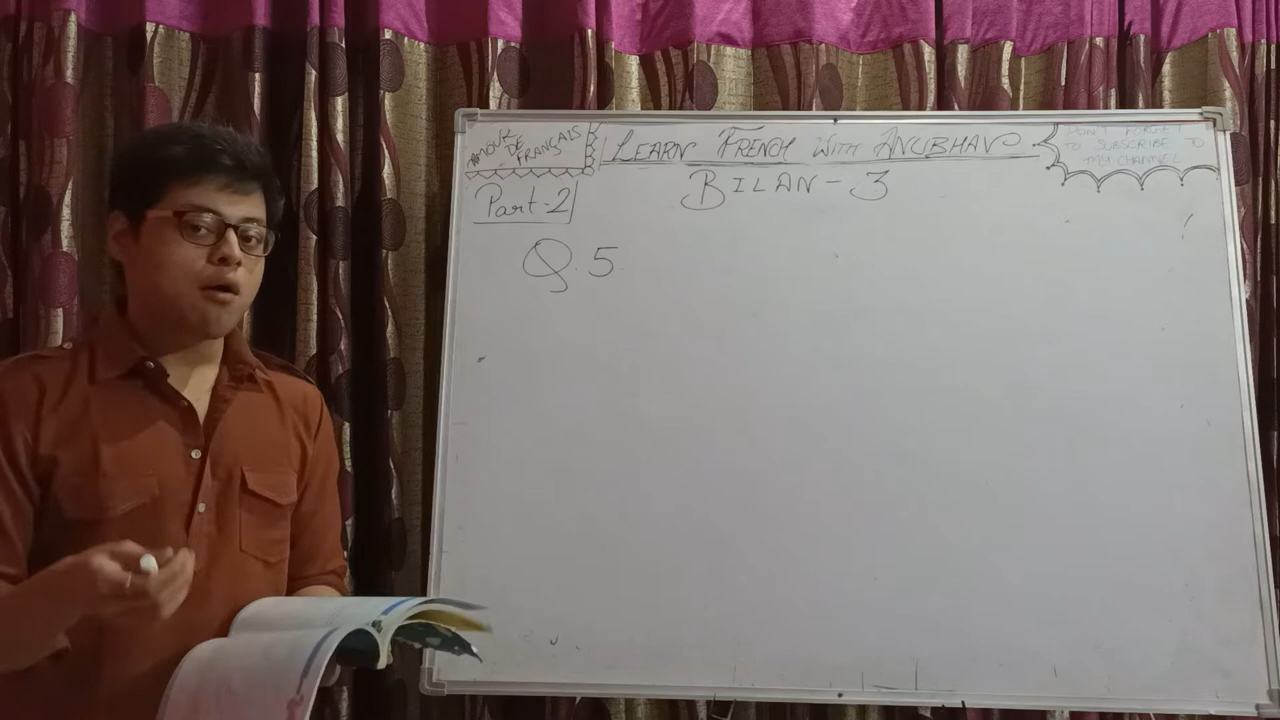 AMOUR
DE
FRANÇAIS
LEARN FRENCH WITH ANUBHAV
DON'T FORGET
TO SUBSCRIBE TO
MY CHANNEL
Part-2
BILAN-3
Q.5